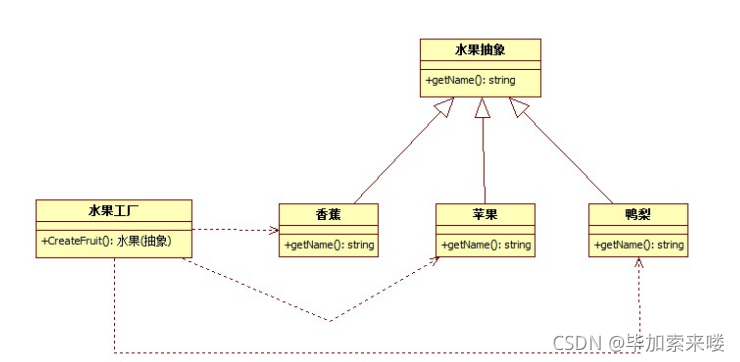 水果抽象
+getName(): string
水果工厂
+CreateFruit(): 水果(抽象)
香蕉
+getName(): string
苹果
+getName(): string
鸭梨
+getName(): string
CSDN @毕加索来喽